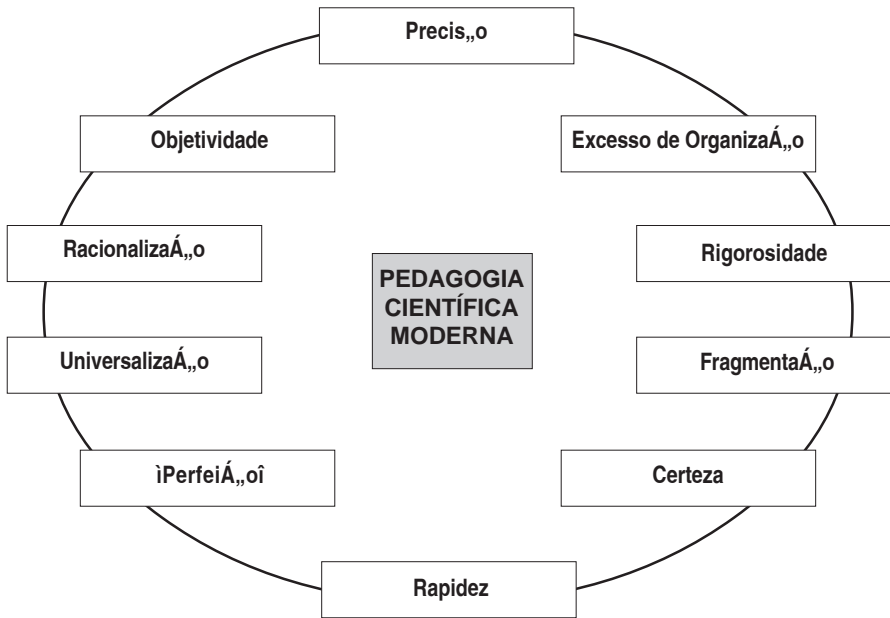 Precis„o
Objetividade
Excesso de OrganizaÁ„o
RacionalizaÁ„o
Rigorosidade
PEDAGOGIA
CIENTÍFICA
MODERNA
UniversalizaÁ„o
FragmentaÁ„o
ìPerfeiÁ„oî
Certeza
Rapidez